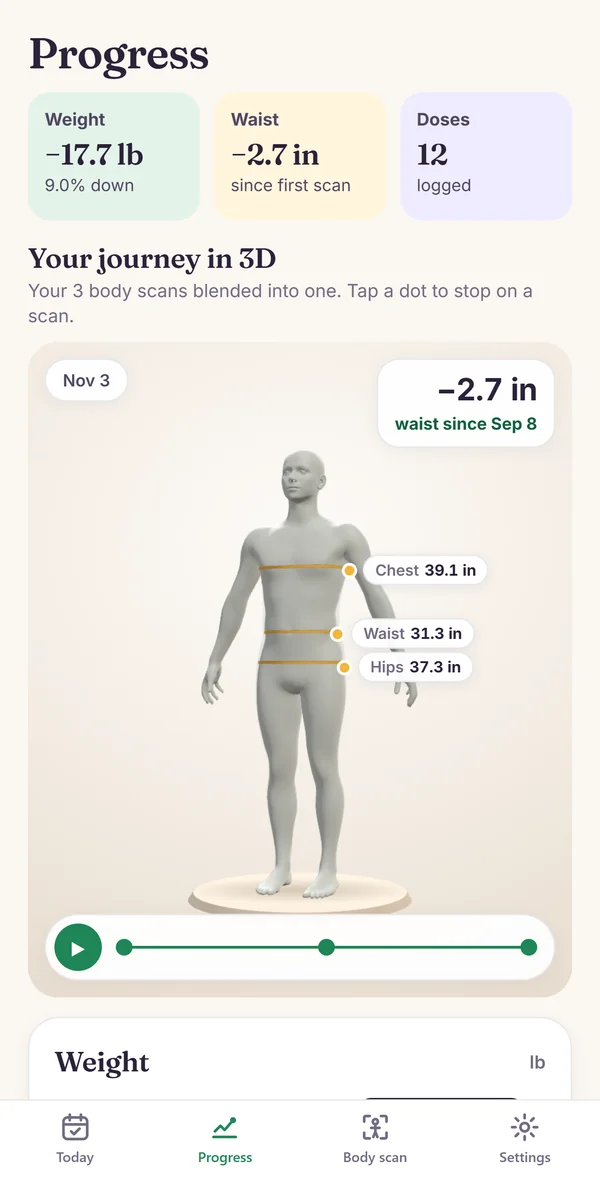 Progress
Weight
−17.7 lb
9.0% down
Waist
−2.7 in
since first scan
Doses
12
logged
Your journey in 3D
Your 3 body scans blended into one. Tap a dot to stop on a
scan.
Nov 3
−2.7 in
waist since Sep 8
Chest 39.1 in
Waist 31.3 in
Hips 37.3 in
Weight
lb
Today
Progress
Body scan
Settings